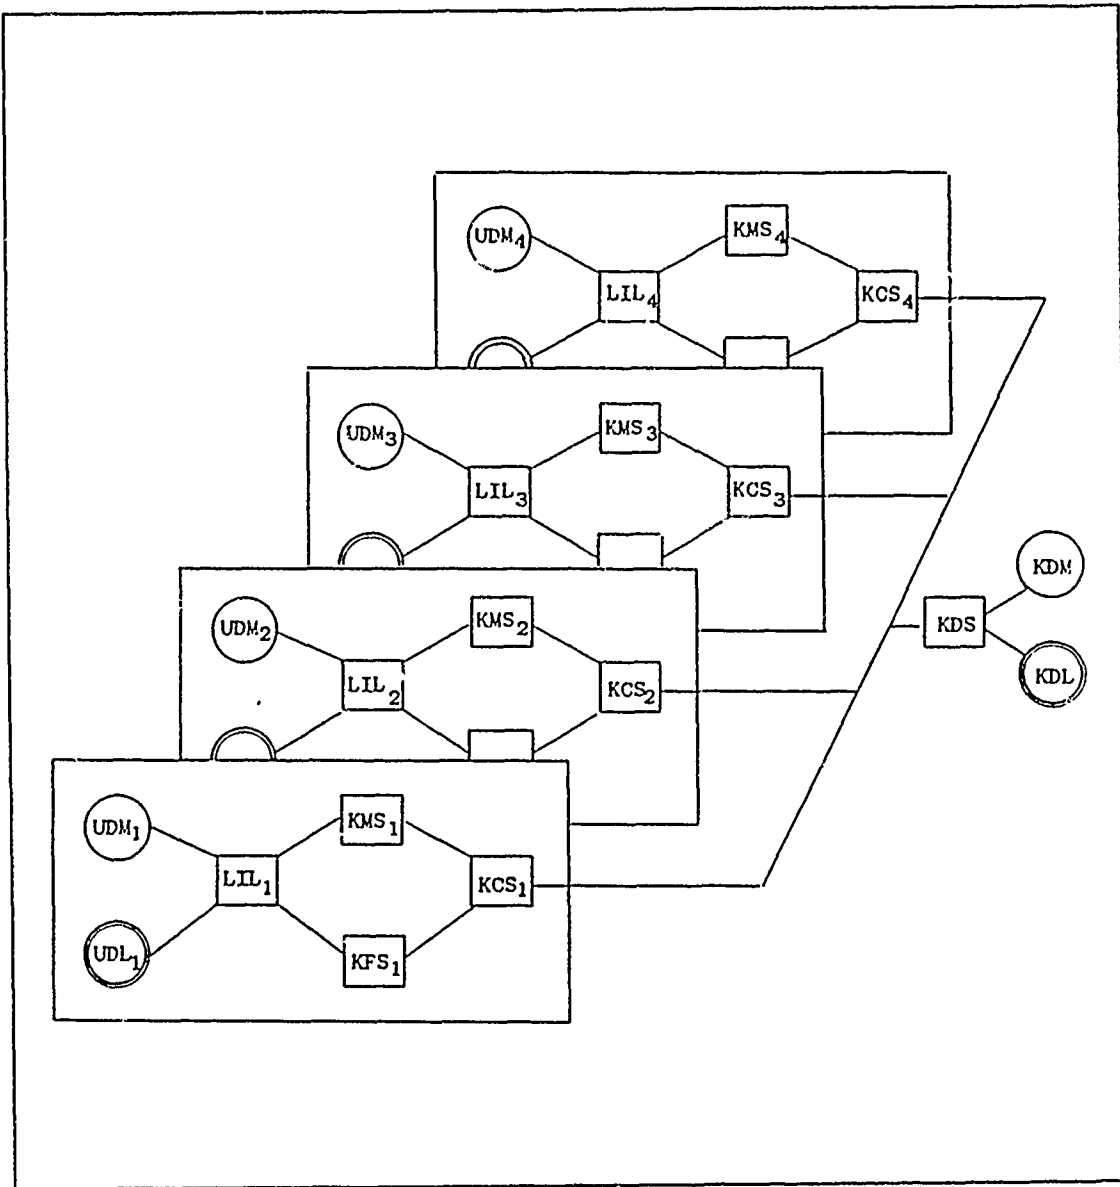 UDM₄
KMS₄
LIL₄
KCS₄
UDM₃
KMS₃
LIL₃
KCS₃
KDM
KDS
KDL
UDM₂
KMS₂
LIL₂
KCS₂
UDM₁
KMS₁
LIL₁
KCS₁
UDL₁
KFS₁